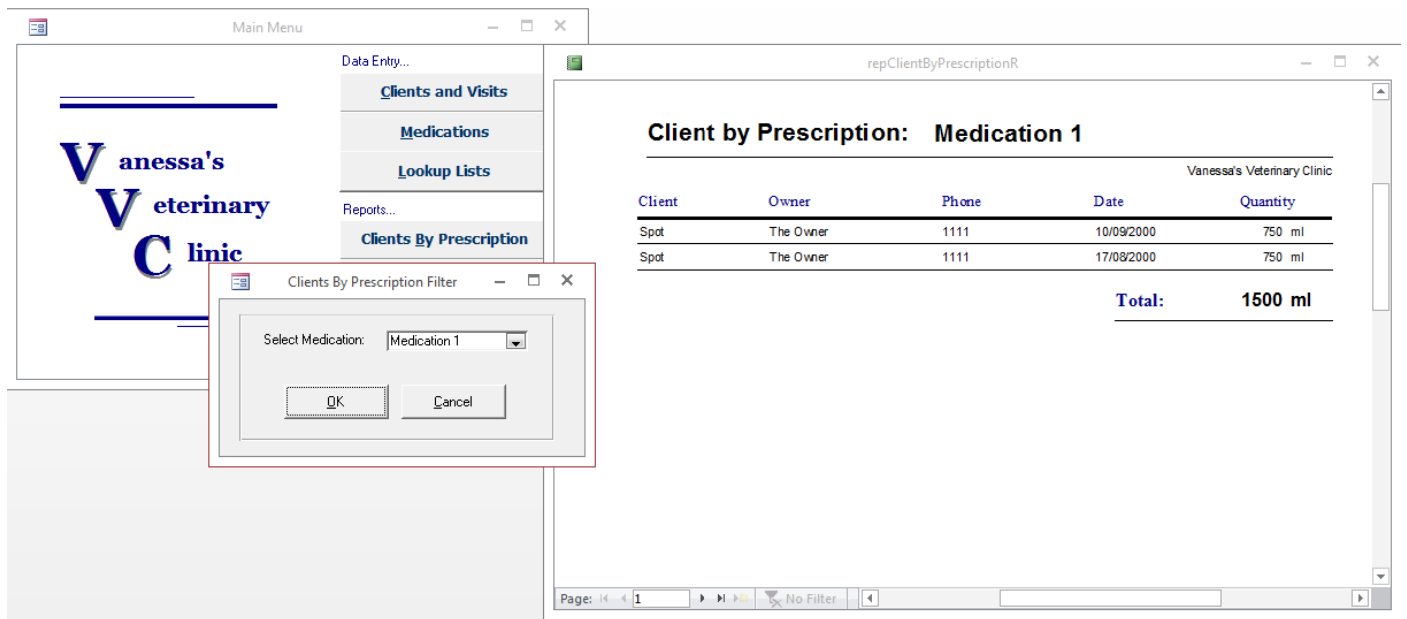 Main Menu
Data Entry...
Clients and Visits
Medications
Lookup Lists
Reports...
Clients By Prescription
Vanessa's
Veterinary
Clinic
Clients By Prescription Filter
Select Medication: Medication 1
OK Cancel
repClientByPrescriptionR
Client by Prescription: Medication 1
Vanessa's Veterinary Clinic
Client Owner Phone Date Quantity
Spot The Owner 1111 10/09/2000 750 ml
Spot The Owner 1111 17/08/2000 750 ml
Total: 1500 ml
Page: 1 No Filter